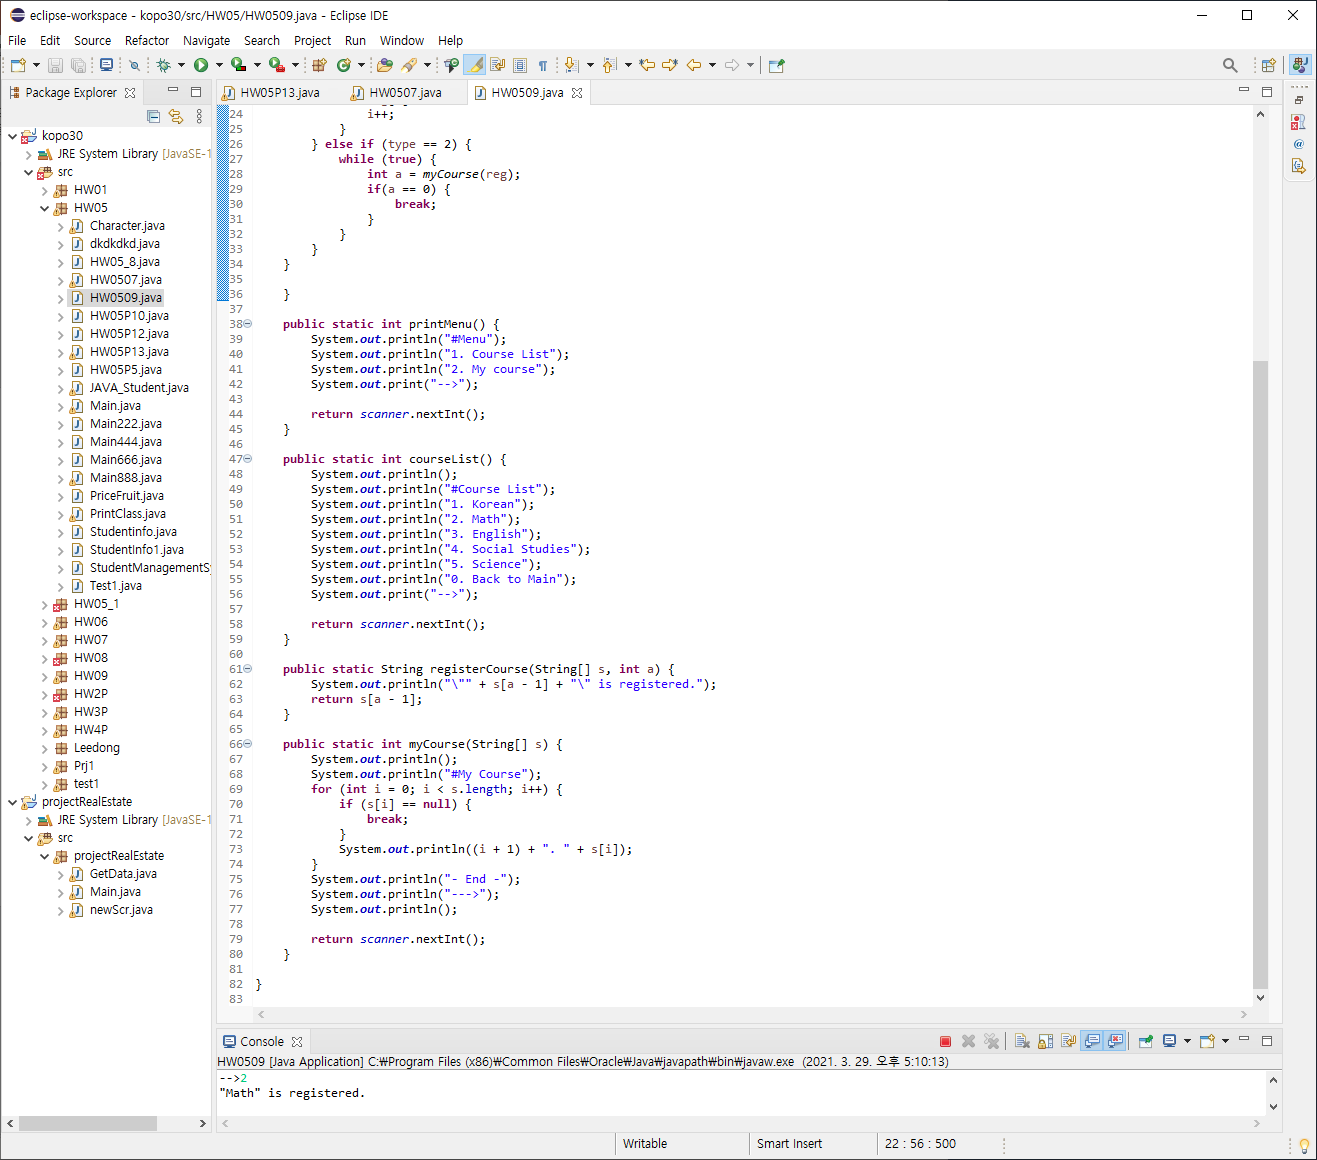 eclipse-workspace - kopo30/src/HW05/HW0509.java - Eclipse IDE
File Edit Source Refactor Navigate Search Project Run Window Help
Package Explorer
kopo30
JRE System Library [JavaSE-1
src
HW01
HW05
Character.java
dkdkdkd.java
HW05_8.java
HW0507.java
HW0509.java
HW05P10.java
HW05P12.java
HW05P13.java
HW05P5.java
JAVA_Student.java
Main.java
Main222.java
Main444.java
Main666.java
Main888.java
PriceFruit.java
PrintClass.java
Studentinfo.java
StudentInfo1.java
StudentManagementSy
Test1.java
HW05_1
HW06
HW07
HW08
HW09
HW2P
HW3P
HW4P
Leedong
Prj1
test1
projectRealEstate
JRE System Library [JavaSE-1
src
projectRealEstate
GetData.java
Main.java
newScr.java
HW05P13.java HW0507.java HW0509.java
24 i++;
25 }
26 } else if (type == 2) {
27 while (true) {
28 int a = myCourse(reg);
29 if(a == 0) {
30 break;
31 }
32 }
33 }
34 }
35
36 }
37
38 public static int printMenu() {
39 System.out.println("#Menu");
40 System.out.println("1. Course List");
41 System.out.println("2. My course");
42 System.out.print("-->");
43
44 return scanner.nextInt();
45 }
46
47 public static int courseList() {
48 System.out.println();
49 System.out.println("#Course List");
50 System.out.println("1. Korean");
51 System.out.println("2. Math");
52 System.out.println("3. English");
53 System.out.println("4. Social Studies");
54 System.out.println("5. Science");
55 System.out.println("0. Back to Main");
56 System.out.print("-->");
57
58 return scanner.nextInt();
59 }
60
61 public static String registerCourse(String[] s, int a) {
62 System.out.println("\"" + s[a - 1] + "\" is registered.");
63 return s[a - 1];
64 }
65
66 public static int myCourse(String[] s) {
67 System.out.println();
68 System.out.println("#My Course");
69 for (int i = 0; i < s.length; i++) {
70 if (s[i] == null) {
71 break;
72 }
73 System.out.println((i + 1) + ". " + s[i]);
74 }
75 System.out.println("- End -");
76 System.out.println("--->");
77 System.out.println();
78
79 return scanner.nextInt();
80 }
81
82 }
83
Console
HW0509 [Java Application] C:₩Program Files (x86)₩Common Files₩Oracle₩Java₩javapath₩bin₩javaw.exe (2021. 3. 29. 오후 5:10:13)
-->2
"Math" is registered.
Writable Smart Insert 22 : 56 : 500